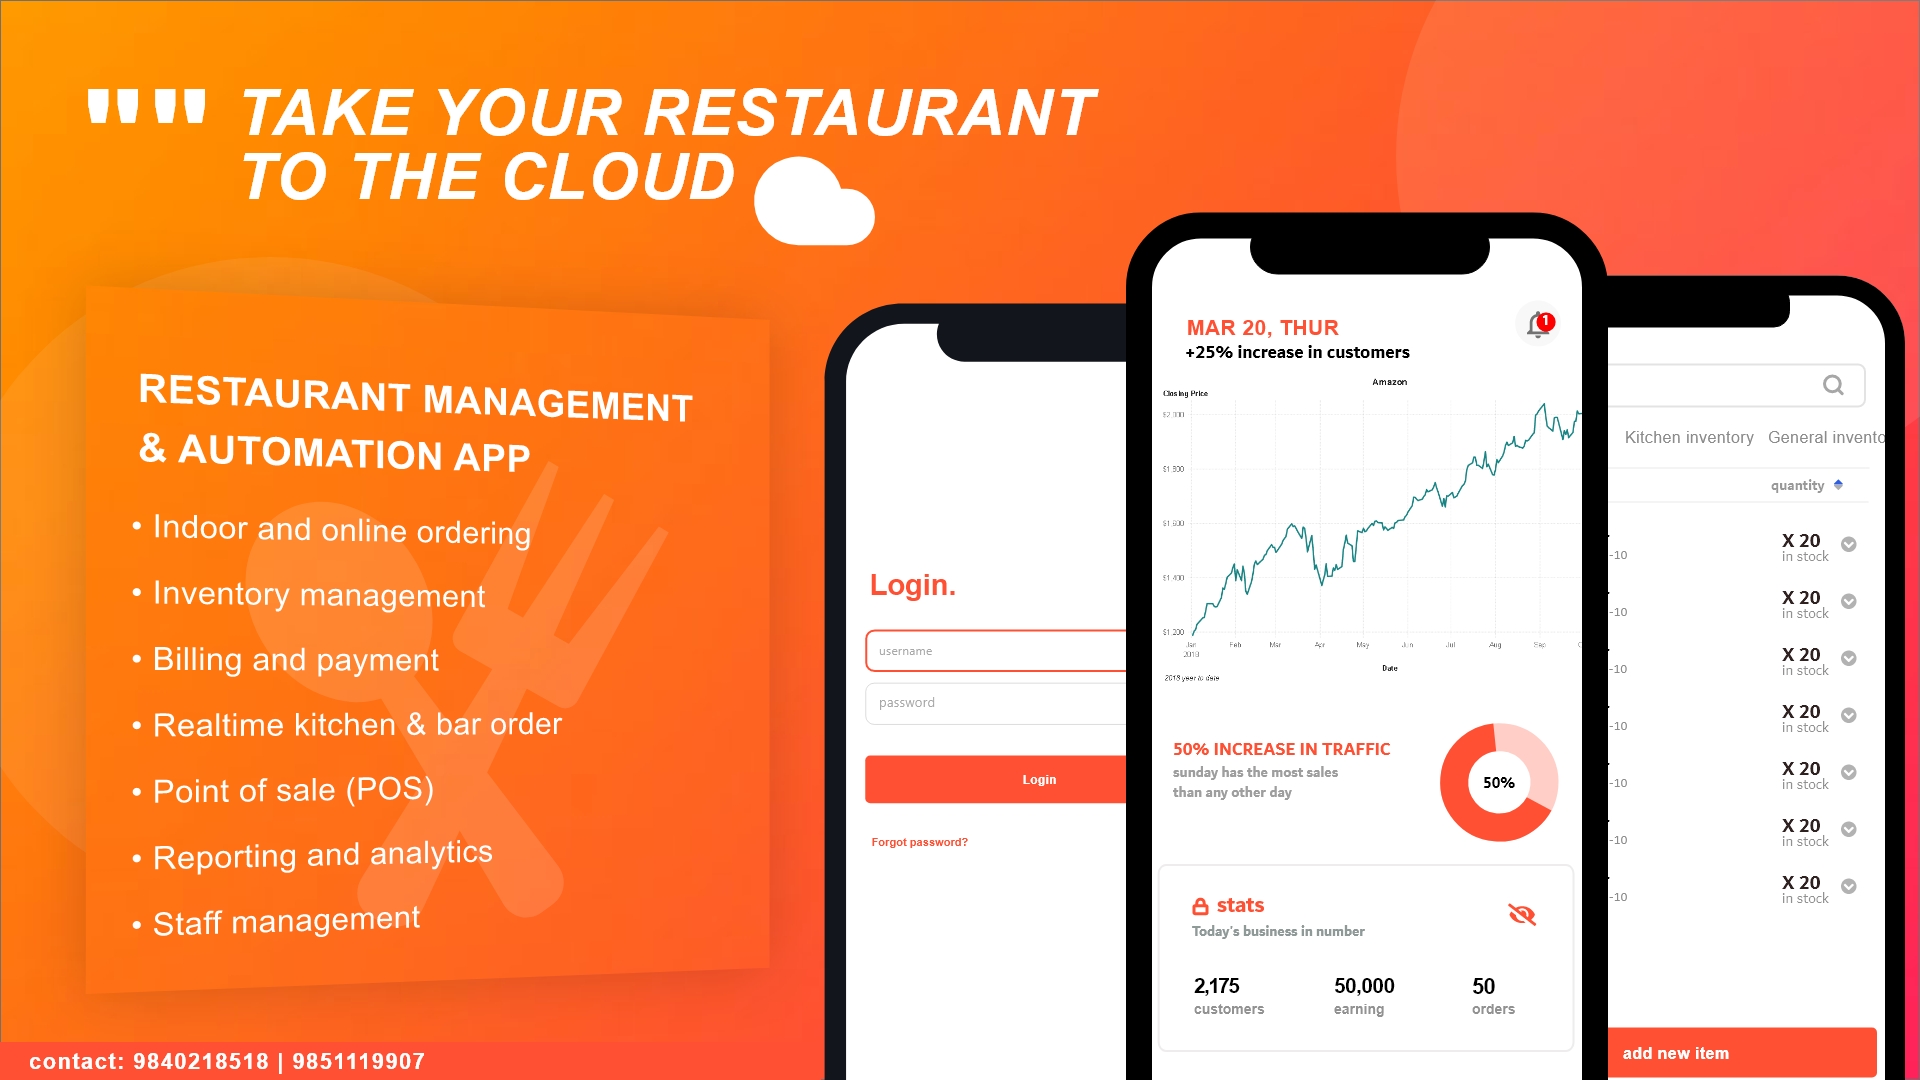 "" TAKE YOUR RESTAURANT
TO THE CLOUD
RESTAURANT MANAGEMENT
& AUTOMATION APP
• Indoor and online ordering
• Inventory management
• Billing and payment
• Realtime kitchen & bar order
• Point of sale (POS)
• Reporting and analytics
• Staff management
contact: 9840218518 | 9851119907
Login.
username
password
Login
Forgot password?
MAR 20, THUR
1
+25% increase in customers
Amazon
Closing Price
$2,000
$1,800
$1,600
$1,400
$1,200
Jan Feb Mar Apr May Jun Jul Aug Sep
2019
Date
2018 year to date
50% INCREASE IN TRAFFIC
sunday has the most sales
than any other day
50%
stats
Today's business in number
2,175 50,000 50
customers earning orders
Kitchen inventory General invento
quantity
X 20
-10 in stock
X 20
-10 in stock
X 20
-10 in stock
X 20
-10 in stock
X 20
-10 in stock
X 20
-10 in stock
X 20
-10 in stock
add new item